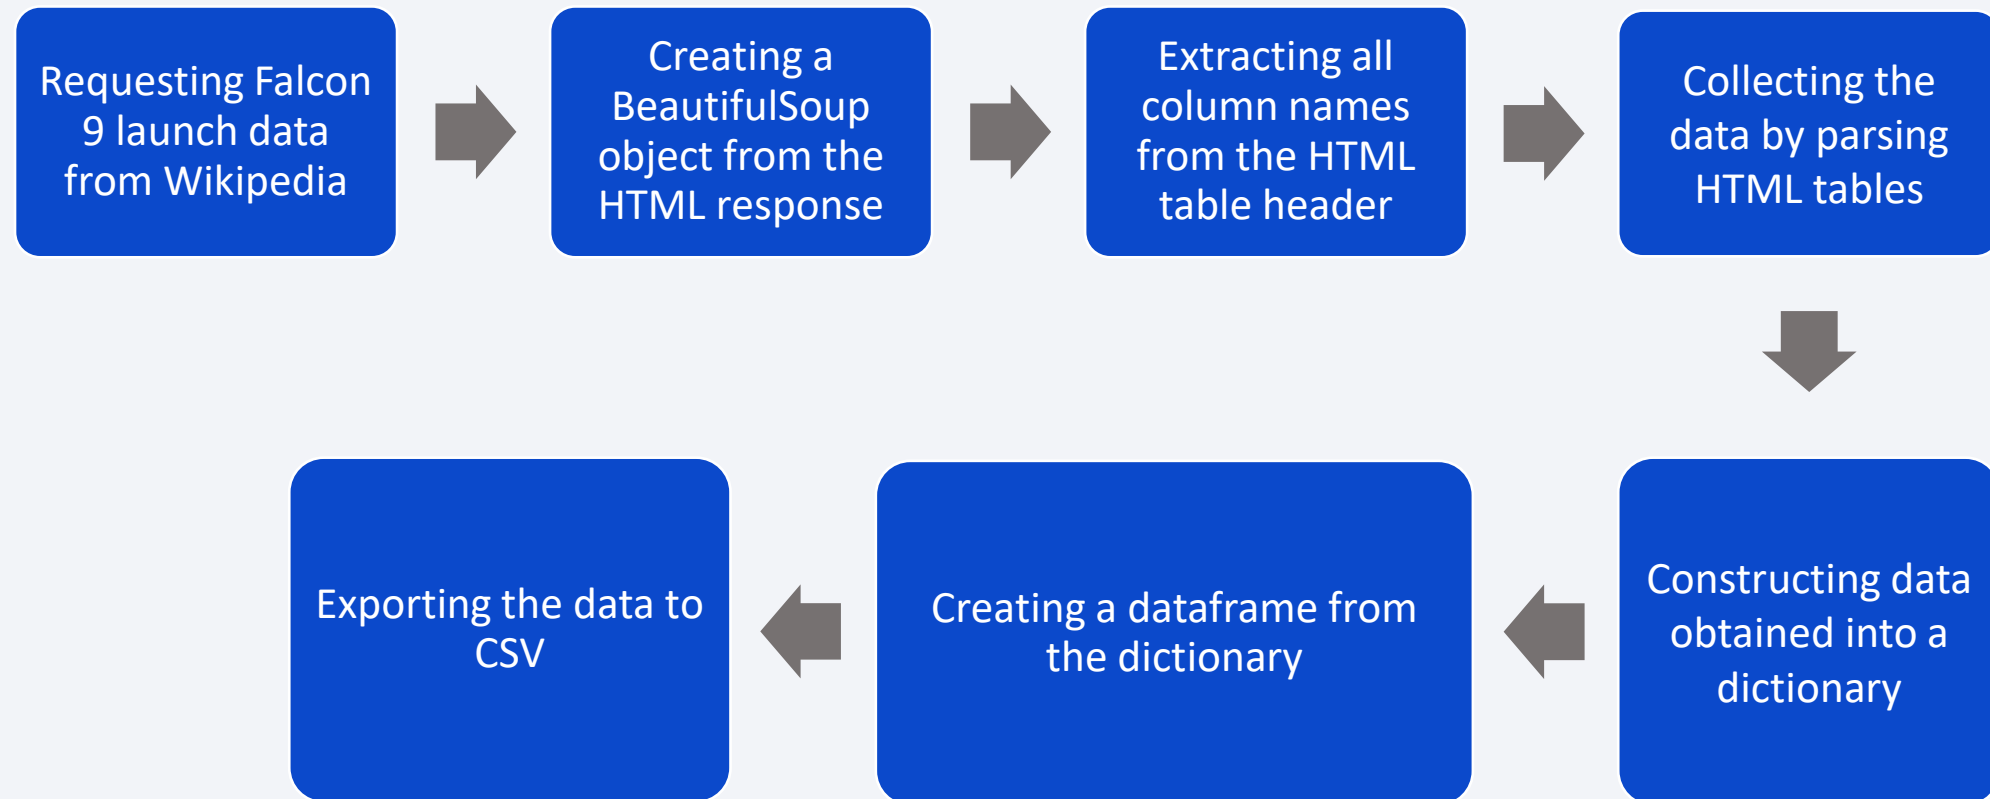 Requesting Falcon
9 launch data
from Wikipedia
Creating a
BeautifulSoup
object from the
HTML response
Extracting all
column names
from the HTML
table header
Collecting the
data by parsing
HTML tables
Constructing data
obtained into a
dictionary
Creating a dataframe from
the dictionary
Exporting the data to
CSV